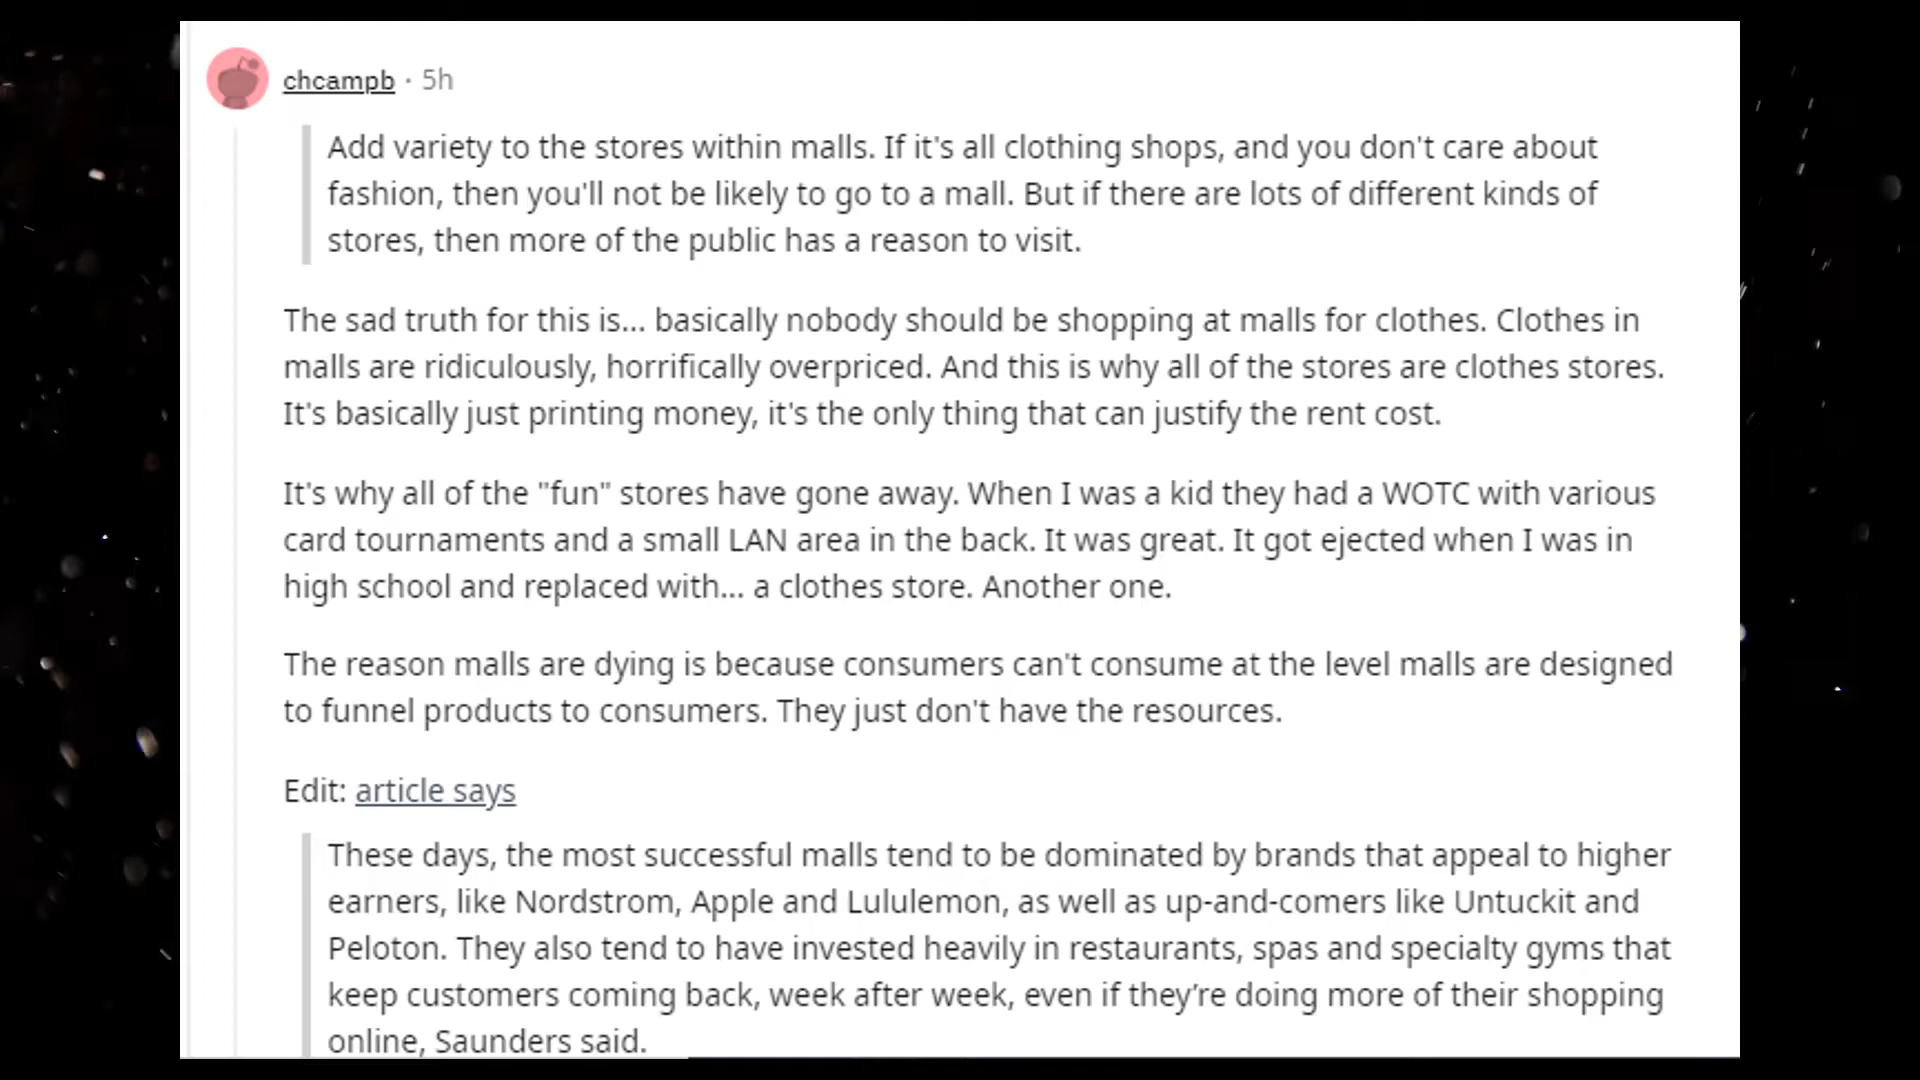 chcampb · 5h
Add variety to the stores within malls. If it's all clothing shops, and you don't care about
fashion, then you'll not be likely to go to a mall. But if there are lots of different kinds of
stores, then more of the public has a reason to visit.
The sad truth for this is... basically nobody should be shopping at malls for clothes. Clothes in
malls are ridiculously, horrifically overpriced. And this is why all of the stores are clothes stores.
It's basically just printing money, it's the only thing that can justify the rent cost.
It's why all of the "fun" stores have gone away. When I was a kid they had a WOTC with various
card tournaments and a small LAN area in the back. It was great. It got ejected when I was in
high school and replaced with... a clothes store. Another one.
The reason malls are dying is because consumers can't consume at the level malls are designed
to funnel products to consumers. They just don't have the resources.
Edit: article says
These days, the most successful malls tend to be dominated by brands that appeal to higher
earners, like Nordstrom, Apple and Lululemon, as well as up-and-comers like Untuckit and
Peloton. They also tend to have invested heavily in restaurants, spas and specialty gyms that
keep customers coming back, week after week, even if they’re doing more of their shopping
online, Saunders said.